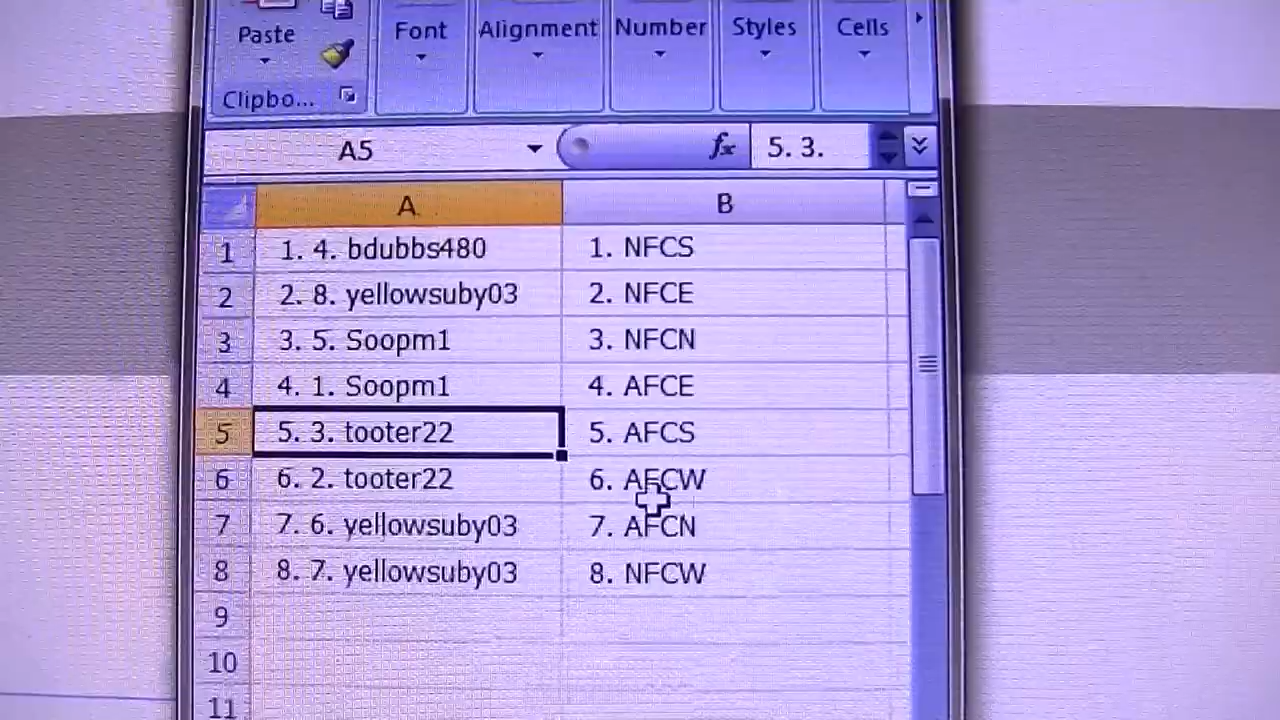 Paste Font Alignment Number Styles Cells
Clipbo...
A5 fx 5. 3.
A B
1 1. 4. bdubbs480 1. NFCS
2 2. 8. yellowsuby03 2. NFCE
3 3. 5. Soopm1 3. NFCN
4 4. 1. Soopm1 4. AFCE
5 5. 3. tooter22 5. AFCS
6 6. 2. tooter22 6. AFCW
7 7. 6. yellowsuby03 7. AFCN
8 8. 7. yellowsuby03 8. NFCW
9
10
11